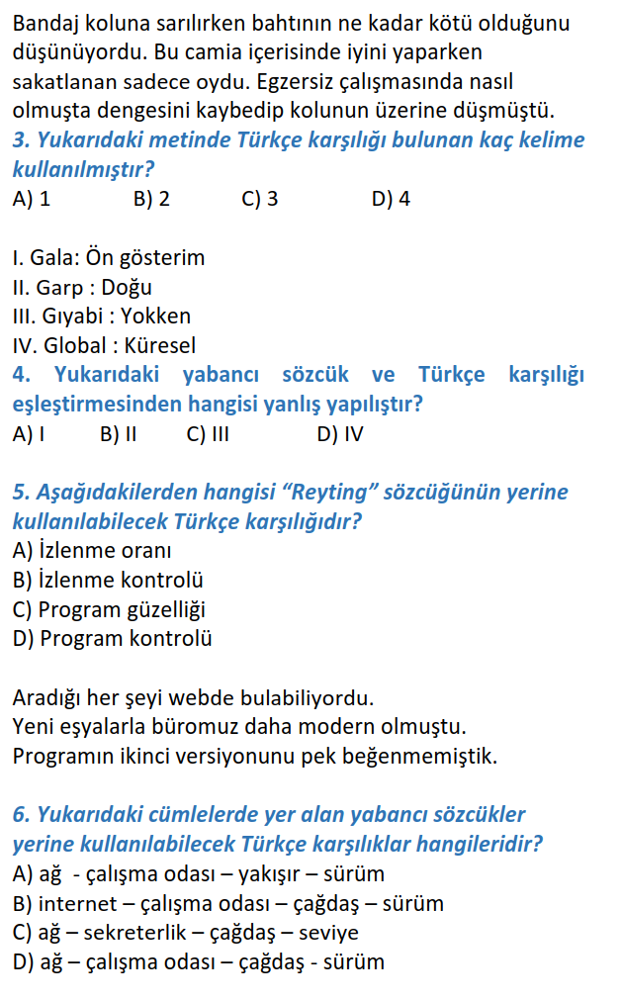 Bandaj koluna sarılırken bahtının ne kadar kötü olduğunu
düşünüyordu. Bu camia içerisinde iyini yaparken
sakatlanan sadece oydu. Egzersiz çalışmasında nasıl
olmuşta dengesini kaybedip kolunun üzerine düşmüştü.
3. Yukarıdaki metinde Türkçe karşılığı bulunan kaç kelime
kullanılmıştır?
A) 1 B) 2 C) 3 D) 4
I. Gala: Ön gösterim
II. Garp : Doğu
III. Gıyabi : Yokken
IV. Global : Küresel
4. Yukarıdaki yabancı sözcük ve Türkçe karşılığı
eşleştirmesinden hangisi yanlış yapılıştır?
A) I B) II C) III D) IV
5. Aşağıdakilerden hangisi “Reyting” sözcüğünün yerine
kullanılabilecek Türkçe karşılığıdır?
A) İzlenme oranı
B) İzlenme kontrolü
C) Program güzelliği
D) Program kontrolü
Aradığı her şeyi webde bulabiliyordu.
Yeni eşyalarla büromuz daha modern olmuştu.
Programın ikinci versiyonunu pek beğenmemiştik.
6. Yukarıdaki cümlelerde yer alan yabancı sözcükler
yerine kullanılabilecek Türkçe karşılıklar hangileridir?
A) ağ - çalışma odası – yakışır – sürüm
B) internet – çalışma odası – çağdaş – sürüm
C) ağ – sekreterlik – çağdaş – seviye
D) ağ – çalışma odası – çağdaş - sürüm